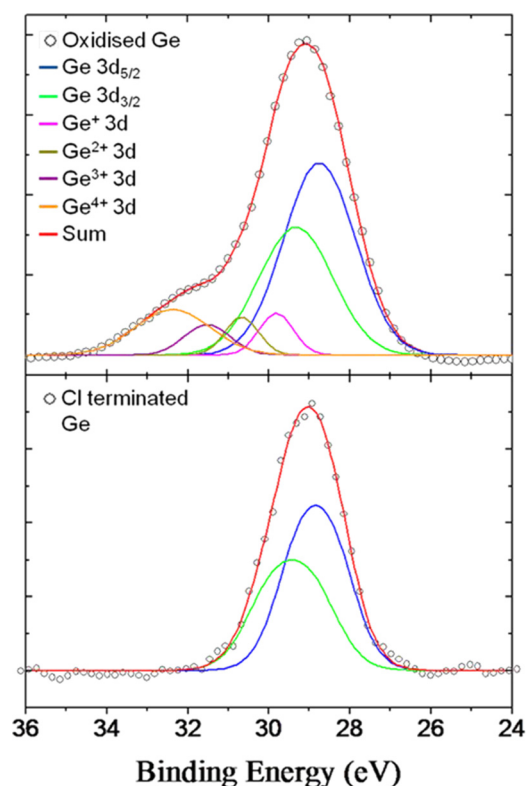 Oxidised Ge
Ge 3d5/2
Ge 3d3/2
Ge+ 3d
Ge2+ 3d
Ge3+ 3d
Ge4+ 3d
Sum
Cl terminated
Ge
36 34 32 30 28 26 24
Binding Energy (eV)